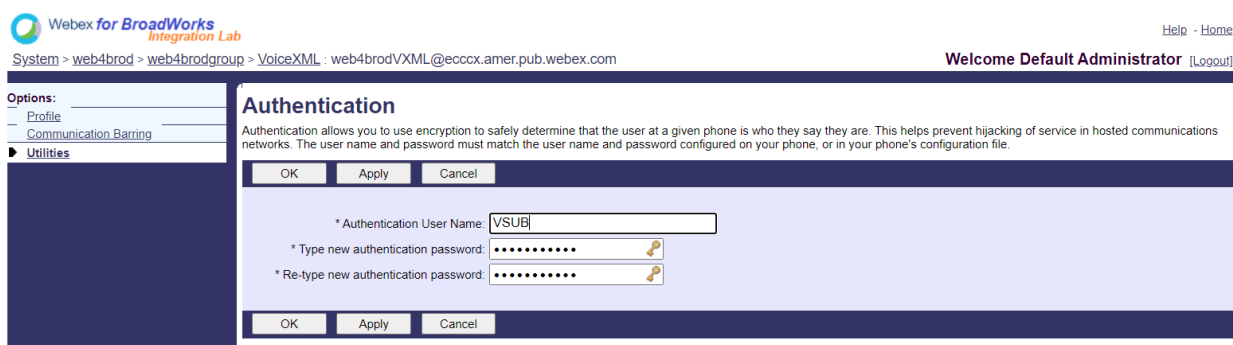 Webex for BroadWorks
Integration Lab
Help - Home
System > web4brod > web4brodgroup > VoiceXML : web4brodVXML@ecccx.amer.pub.webex.com
Welcome Default Administrator [Logout]
Options:
Profile
Communication Barring
Utilities
Authentication
Authentication allows you to use encryption to safely determine that the user at a given phone is who they say they are. This helps prevent hijacking of service in hosted communications
networks. The user name and password must match the user name and password configured on your phone, or in your phone's configuration file.
OK Apply Cancel
* Authentication User Name: VSUB
* Type new authentication password: •••••••••••
* Re-type new authentication password: •••••••••••
OK Apply Cancel